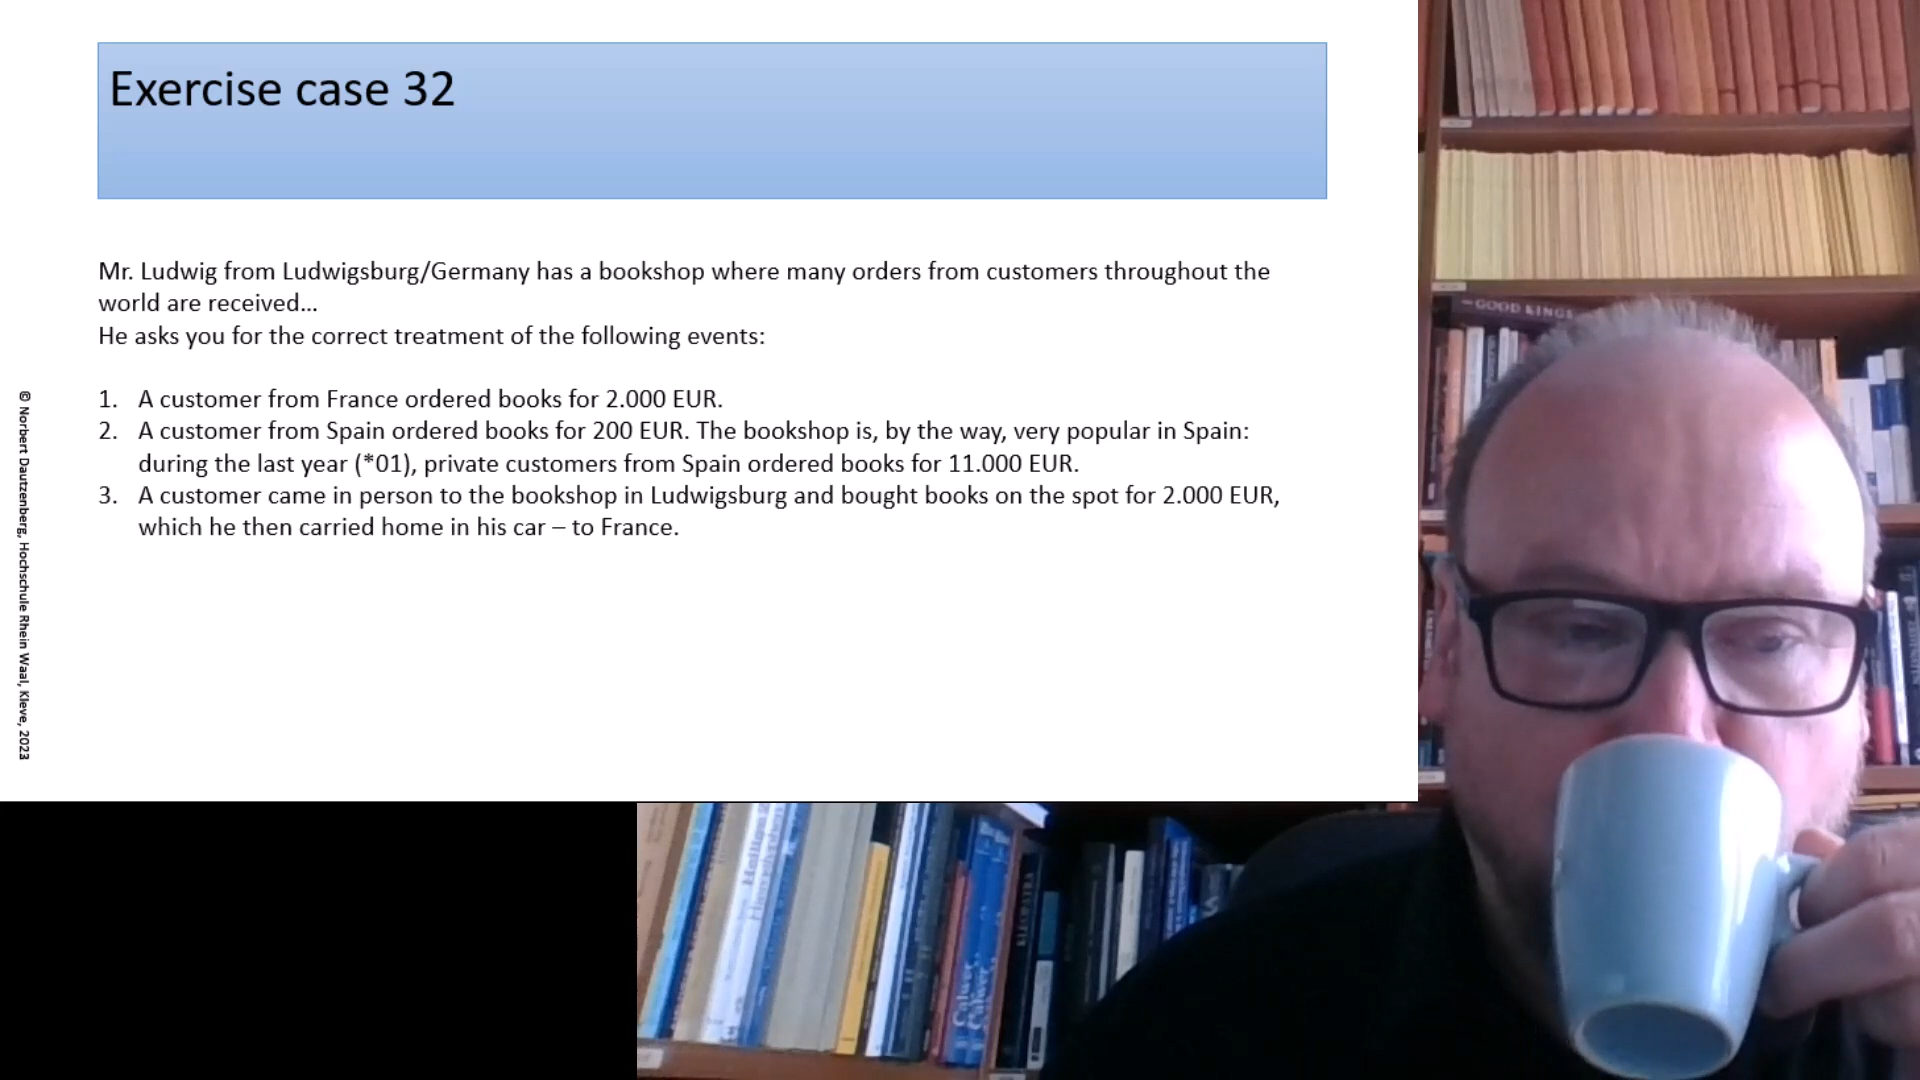 Exercise case 32
Mr. Ludwig from Ludwigsburg/Germany has a bookshop where many orders from customers throughout the
world are received...
He asks you for the correct treatment of the following events:
1. A customer from France ordered books for 2.000 EUR.
2. A customer from Spain ordered books for 200 EUR. The bookshop is, by the way, very popular in Spain:
during the last year (*01), private customers from Spain ordered books for 11.000 EUR.
3. A customer came in person to the bookshop in Ludwigsburg and bought books on the spot for 2.000 EUR,
which he then carried home in his car – to France.
© Norbert Dautzenberg, Hochschule Rhein Waal, Kleve, 2023
GOOD KINGS
KLEOPATRA
Calwer
Calwer